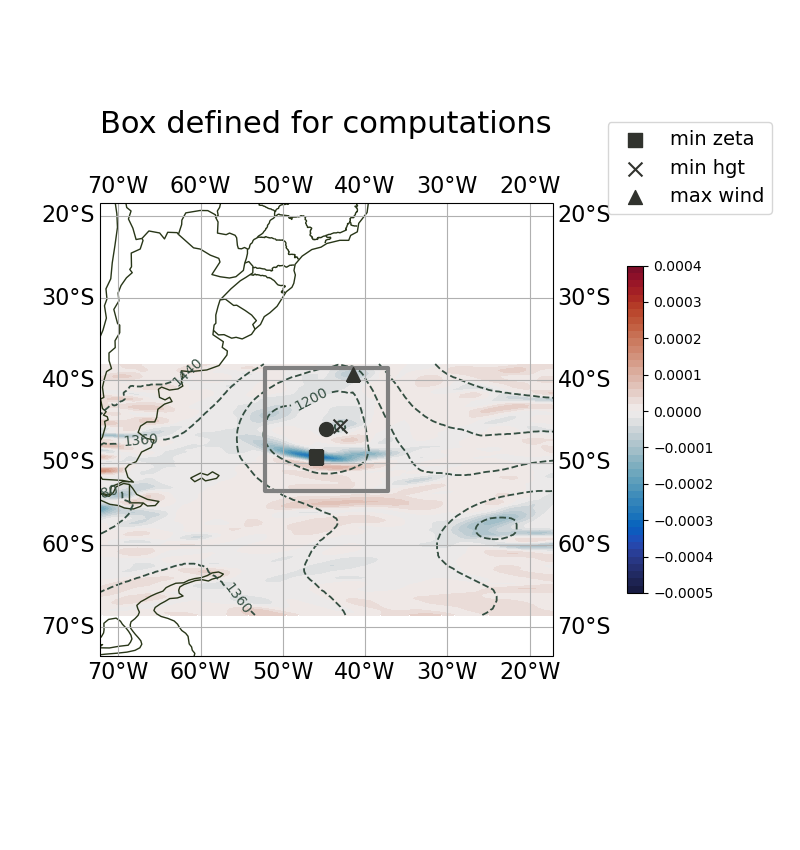 Box defined for computations
min zeta
min hgt
max wind
70°W 60°W 50°W 40°W 30°W 20°W
20°S 20°S
30°S 30°S
40°S 40°S
50°S 50°S
60°S 60°S
70°S 70°S
70°W 60°W 50°W 40°W 30°W 20°W
1440
1200
1360
1360
0.0004
0.0003
0.0002
0.0001
0.0000
−0.0001
−0.0002
−0.0003
−0.0004
−0.0005